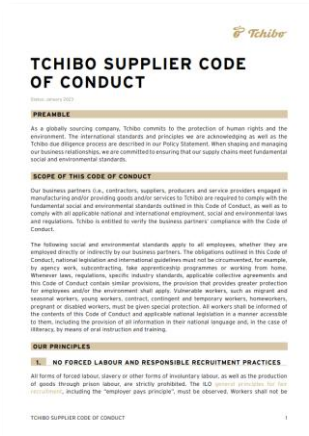 Tchibo
TCHIBO SUPPLIER CODE
OF CONDUCT
Status: January 2023
PREAMBLE
As a globally sourcing company, Tchibo commits to the protection of human rights and the
environment. The international standards and principles we are acknowledging as well as the
Tchibo due diligence process are described in our Policy Statement. When shaping and managing
our business relationships, we are committed to ensuring that our supply chains meet fundamental
social and environmental standards.
SCOPE OF THIS CODE OF CONDUCT
Our business partners (i.e., contractors, suppliers, producers and service providers engaged in
manufacturing and/or providing goods and/or services to Tchibo) are required to comply with the
fundamental social and environmental standards outlined in this Code of Conduct, as well as to
comply with all applicable national and international employment, social and environmental laws
and regulations. Tchibo is entitled to verify the business partners' compliance with the Code of
Conduct.
The following social and environmental standards apply to all employees, whether they are
employed directly or indirectly by our business partners. The obligations outlined in this Code of
Conduct, national legislation and international guidelines must not be circumvented, for example,
by agency work, subcontracting, fake apprenticeship programmes or working from home.
Whenever laws, regulations, industry standards, applicable collective agreements and
this Code of Conduct contain similar provisions, the provision that provides greater protection
for employees and/or the environment shall apply. Vulnerable workers, such as migrant and
seasonal workers, young workers, contract, contingent and temporary workers, homeworkers,
pregnant or disabled workers, must be given special protection. All workers shall be informed of
the contents of this Code of Conduct and applicable national legislation in a manner accessible
to them, including the provision of all information in their national language and, in the case of
illiteracy, by means of oral instruction and training.
OUR PRINCIPLES
1. NO FORCED LABOUR AND RESPONSIBLE RECRUITMENT PRACTICES
All forms of forced labour, slavery or other forms of involuntary labour, as well as the production
of goods through prison labour, are strictly prohibited. The ILO general principles for fair
recruitment, including the "employer pays principle", must be observed. Workers shall not be
TCHIBO SUPPLIER CODE OF CONDUCT
1